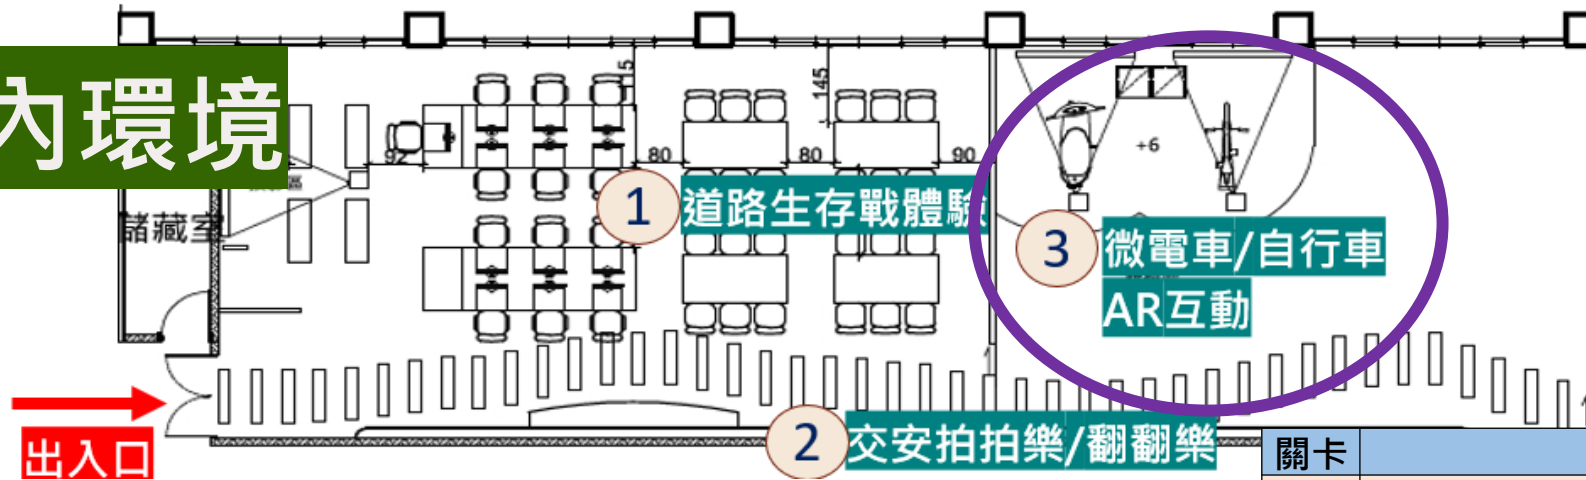 內環境
15
145
92
80
80
90
+6
儲藏室
1
道路生存戰體驗
3
微電車/自行車
AR互動
2
交安拍拍樂/翻翻樂
出入口
關卡